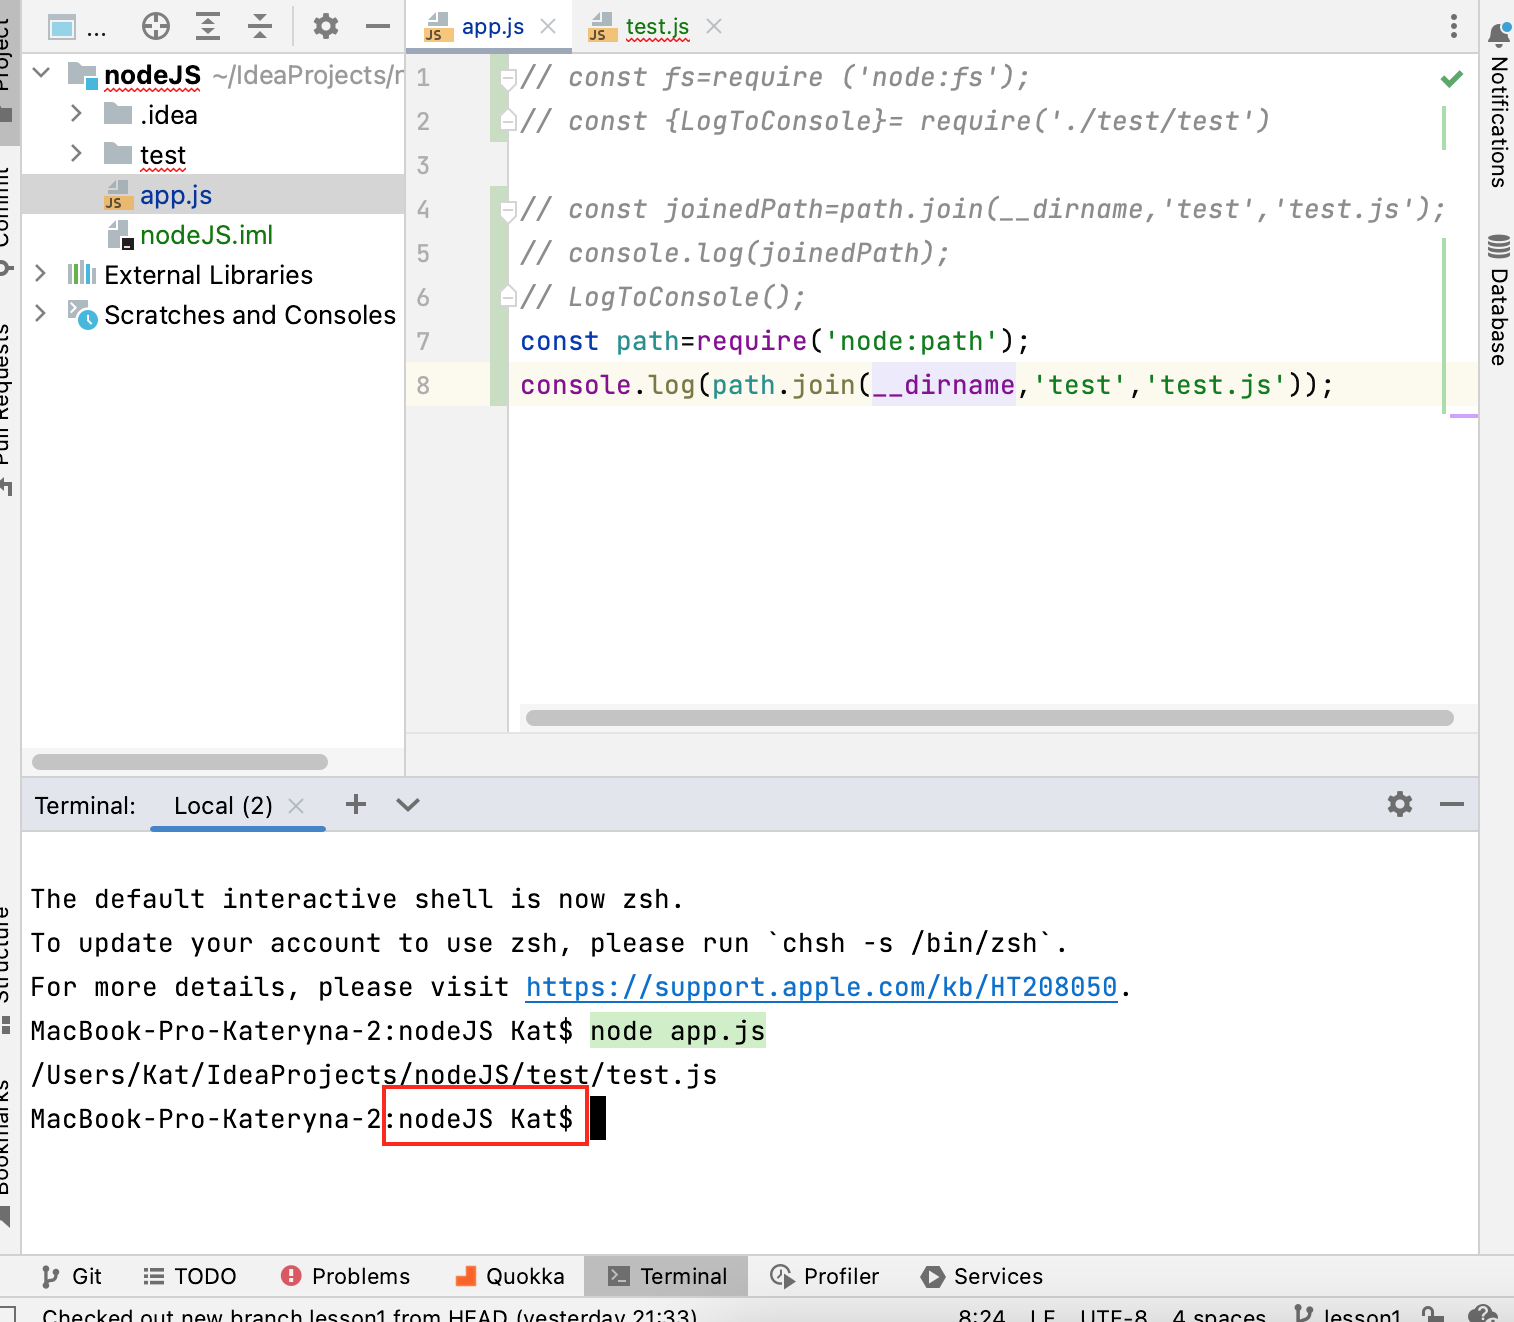 ...
app.js
test.js
Project
nodeJS ~/IdeaProjects/n
.idea
test
app.js
nodeJS.iml
External Libraries
Scratches and Consoles
Commit
Pull Requests
Structure
Bookmarks
1 // const fs=require ('node:fs');
2 // const {LogToConsole}= require('./test/test')
3
4 // const joinedPath=path.join(__dirname,'test','test.js');
5 // console.log(joinedPath);
6 // LogToConsole();
7 const path=require('node:path');
8 console.log(path.join(__dirname,'test','test.js'));
Notifications
Database
Terminal: Local (2)
The default interactive shell is now zsh.
To update your account to use zsh, please run `chsh -s /bin/zsh`.
For more details, please visit https://support.apple.com/kb/HT208050.
MacBook-Pro-Kateryna-2:nodeJS Kat$ node app.js
/Users/Kat/IdeaProjects/nodeJS/test/test.js
MacBook-Pro-Kateryna-2:nodeJS Kat$
Git TODO Problems Quokka Terminal Profiler Services
Checked out new branch lesson1 from HEAD (yesterday 21:33) 8:24 LF UTF-8 4 spaces lesson1